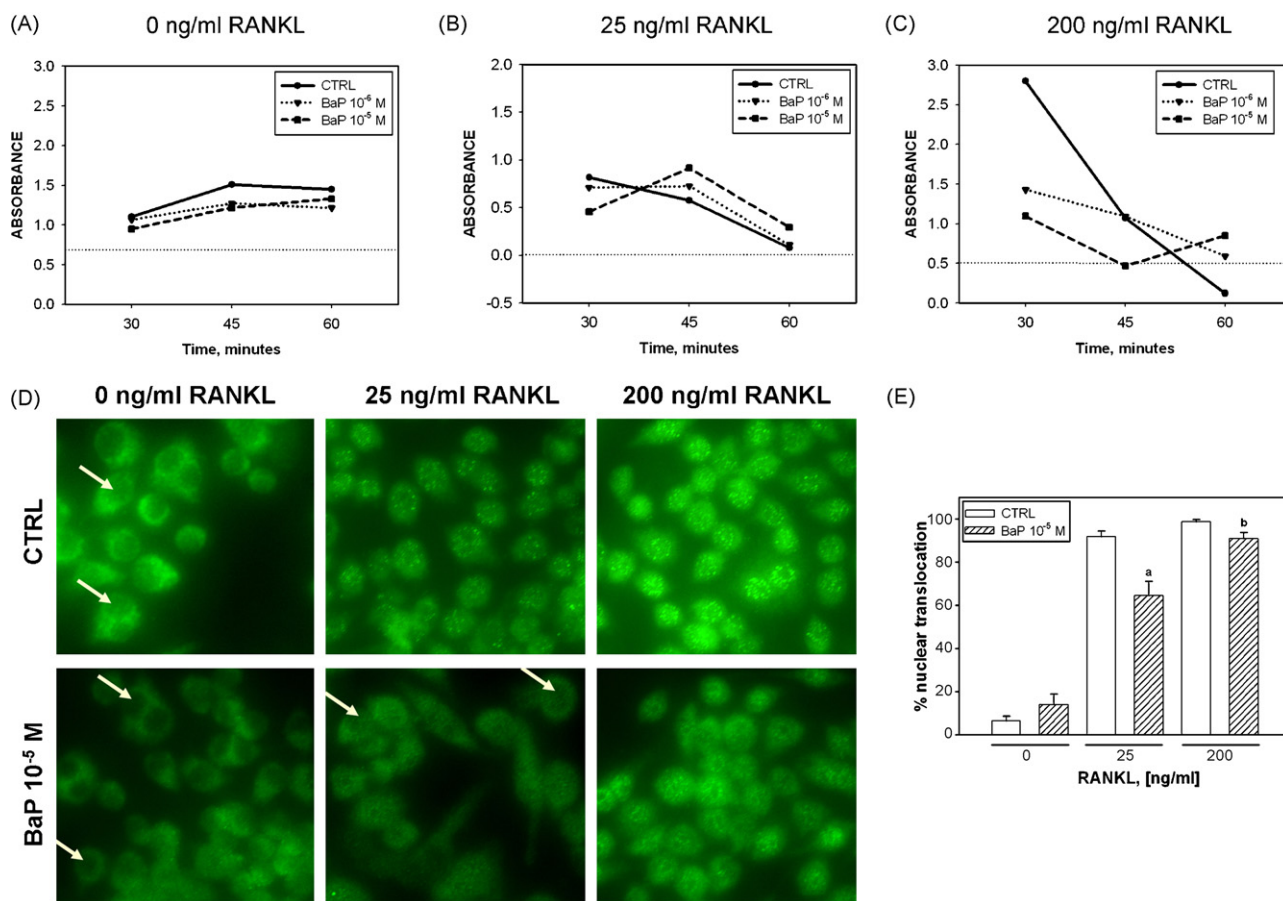 (A) 0 ng/ml RANKL
3.0
2.5
2.0
1.5
1.0
0.5
0.0
ABSORBANCE
CTRL
BaP 10⁻⁶ M
BaP 10⁻⁵ M
30 45 60
Time, minutes
(B) 25 ng/ml RANKL
2.0
1.5
1.0
0.5
0.0
-0.5
ABSORBANCE
CTRL
BaP 10⁻⁶ M
BaP 10⁻⁵ M
30 45 60
Time, minutes
(C) 200 ng/ml RANKL
3.0
2.5
2.0
1.5
1.0
0.5
0.0
ABSORBANCE
CTRL
BaP 10⁻⁶ M
BaP 10⁻⁵ M
30 45 60
Time, minutes
(D) 0 ng/ml RANKL 25 ng/ml RANKL 200 ng/ml RANKL
CTRL
BaP 10⁻⁵ M
(E)
CTRL
BaP 10⁻⁵ M
100
80
60
40
20
0
% nuclear translocation
a
b
0 25 200
RANKL, [ng/ml]